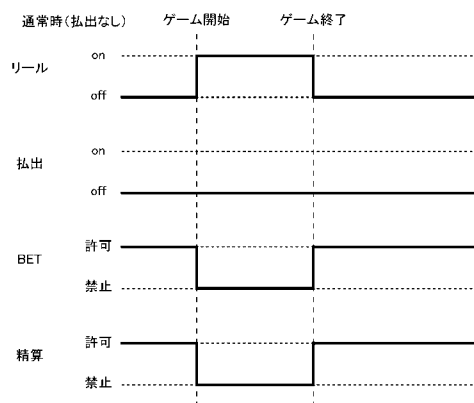 通常時(払出なし) ゲーム開始 ゲーム終了
on
リール
off
on
払出
off
許可
BET
禁止
許可
精算
禁止